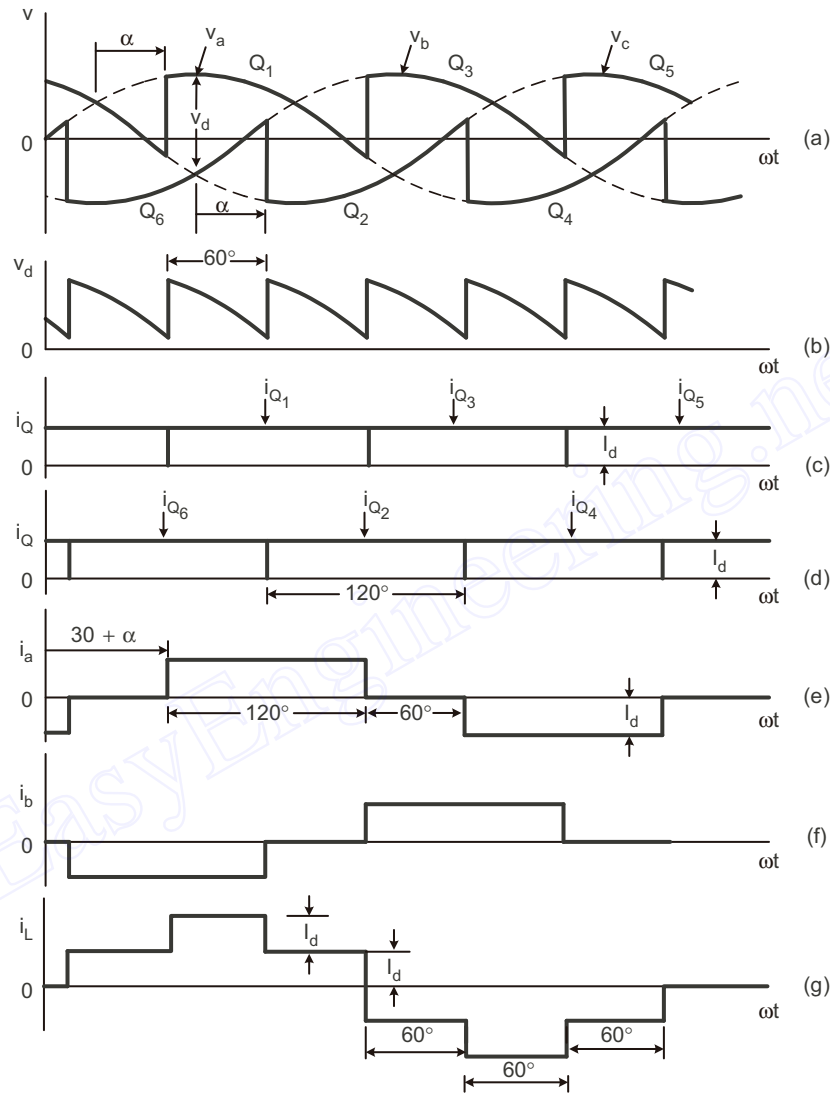 v
α
v_a
Q_1
v_b
Q_3
v_c
Q_5
v_d
0
ωt
(a)
Q_6
α
Q_2
Q_4
v_d
60°
0
ωt
(b)
i_Q1
i_Q3
i_Q5
i_Q
I_d
0
ωt
(c)
i_Q6
i_Q2
i_Q4
i_Q
I_d
0
120°
ωt
(d)
30 + α
i_a
0
120°
60°
I_d
ωt
(e)
i_b
0
ωt
(f)
i_L
I_d
I_d
0
ωt
(g)
60°
60°
60°
EasyEngineering.ne